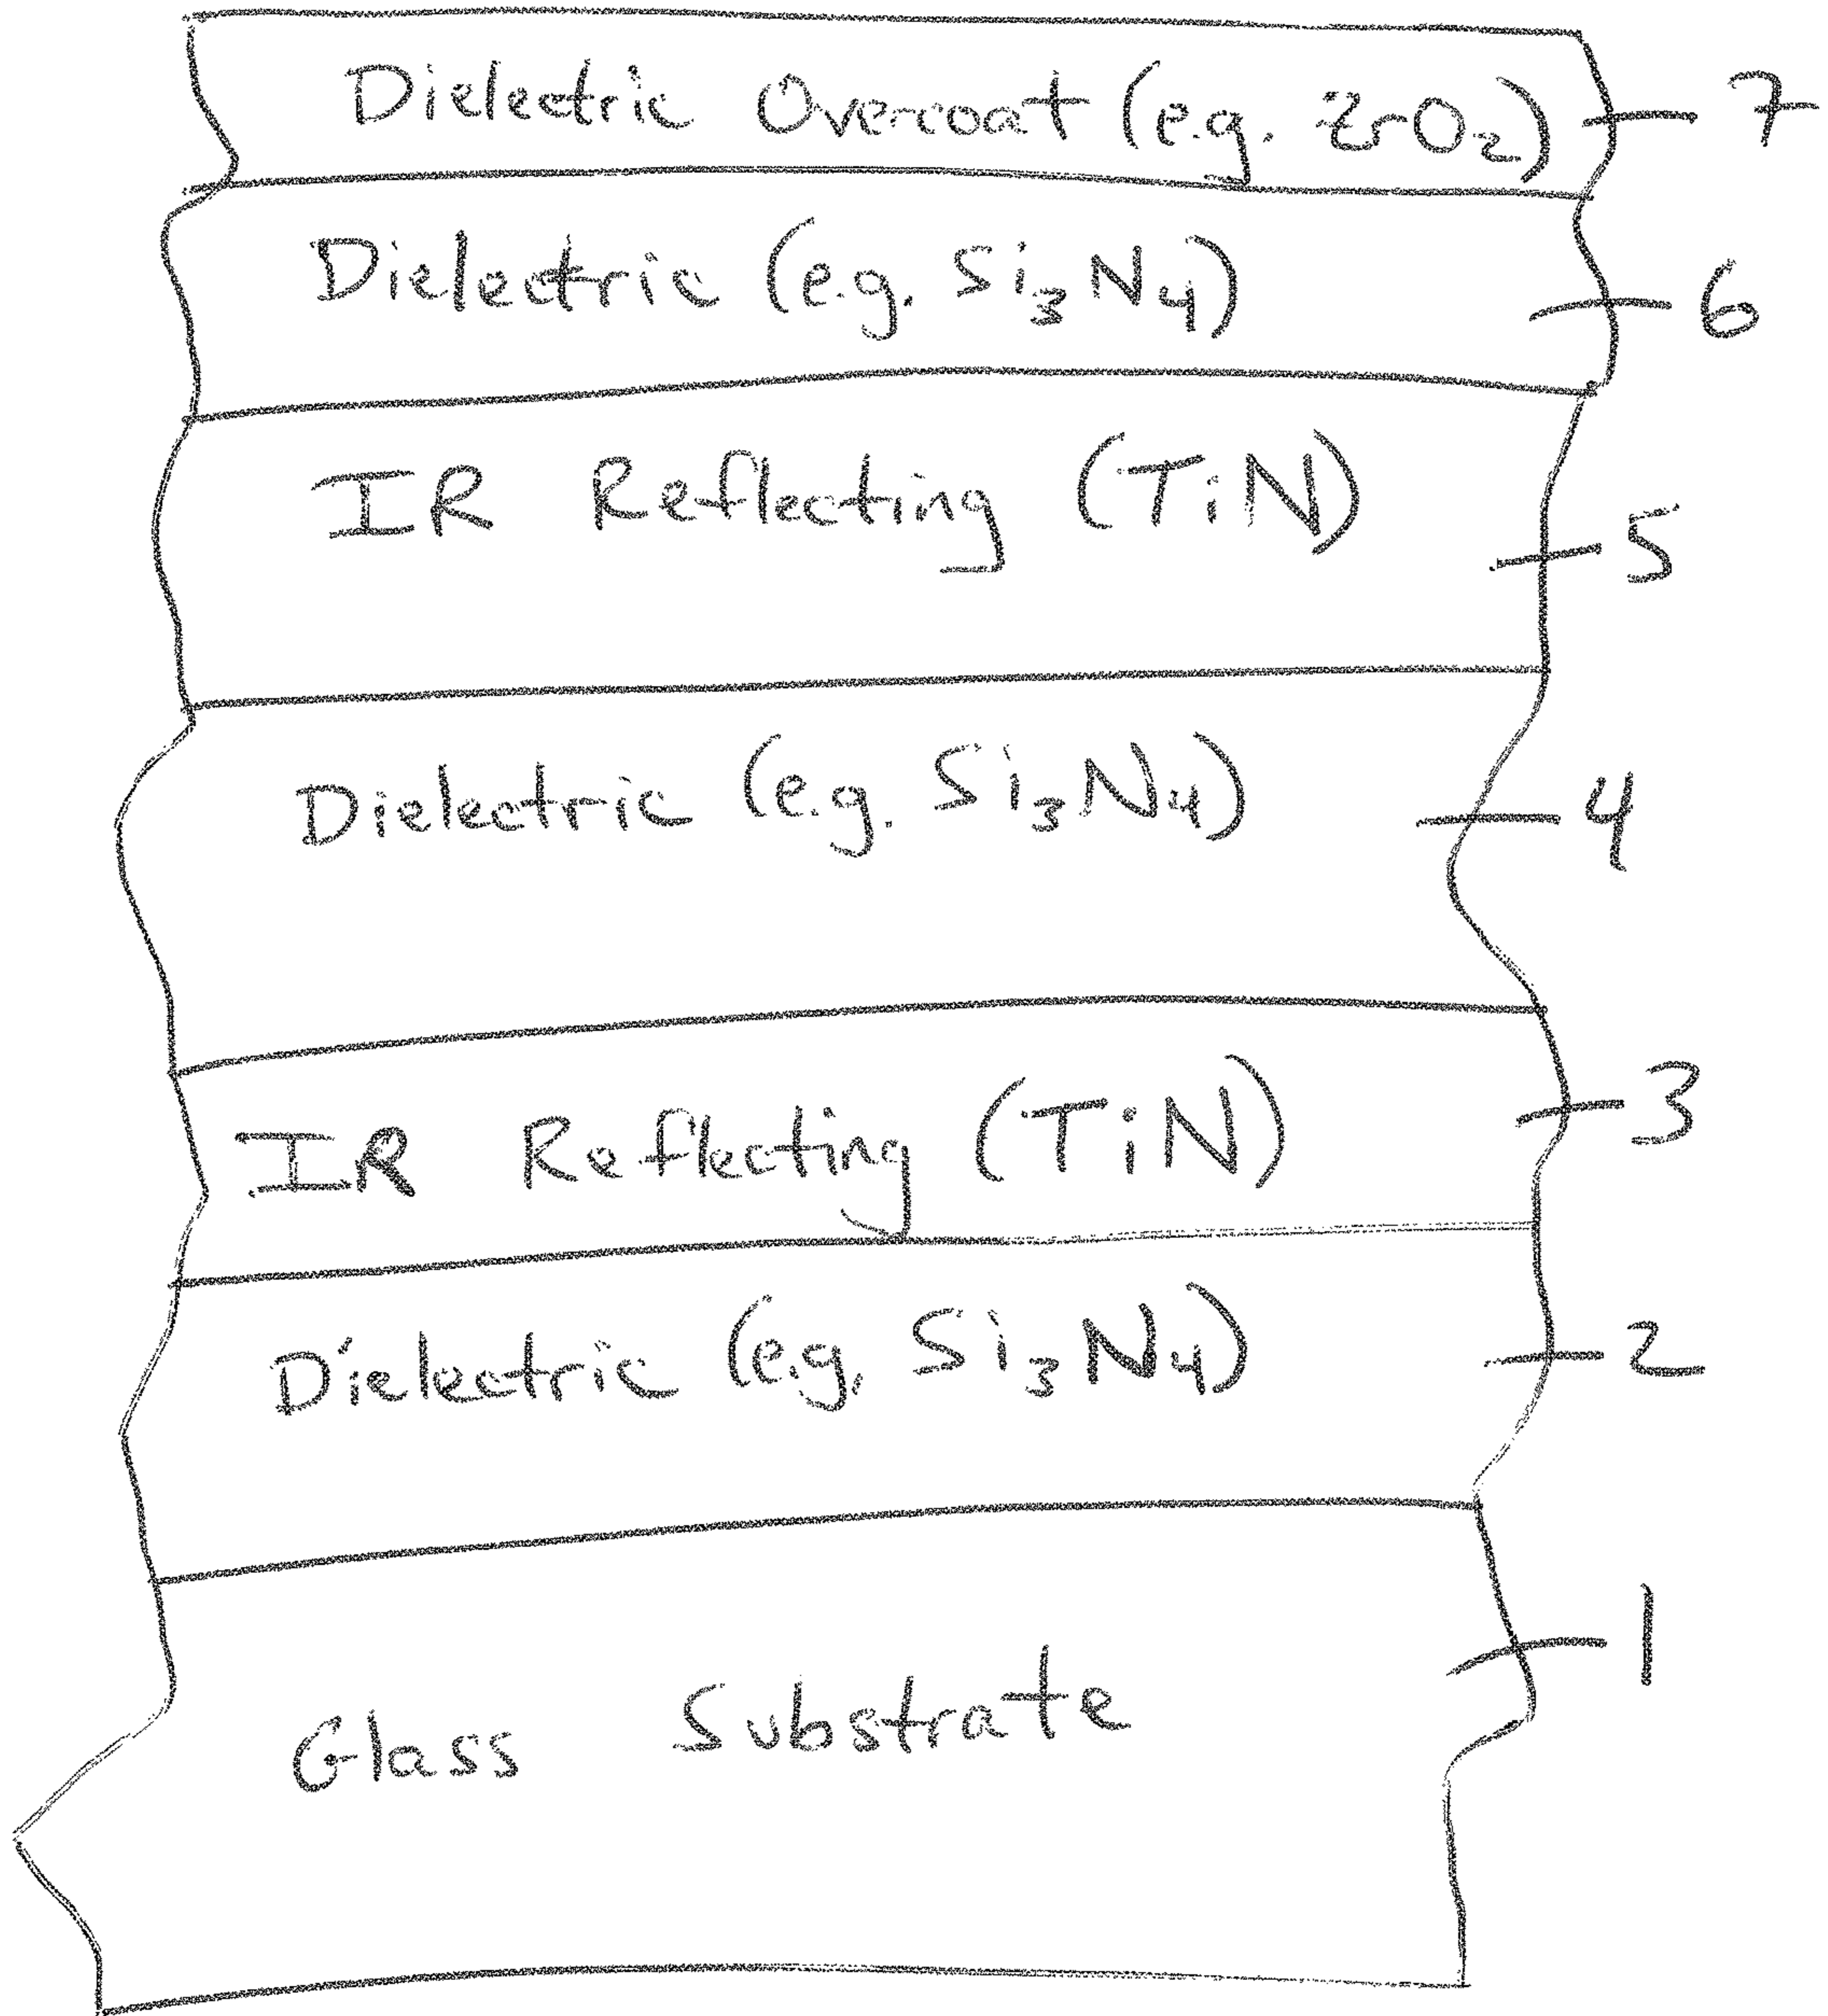 Dielectric Overcoat (e.g. ZrO₂) 7
Dielectric (e.g. Si₃N₄) 6
IR Reflecting (TiN) 5
Dielectric (e.g. Si₃N₄) 4
IR Reflecting (TiN) 3
Dielectric (e.g. Si₃N₄) 2
Glass Substrate 1